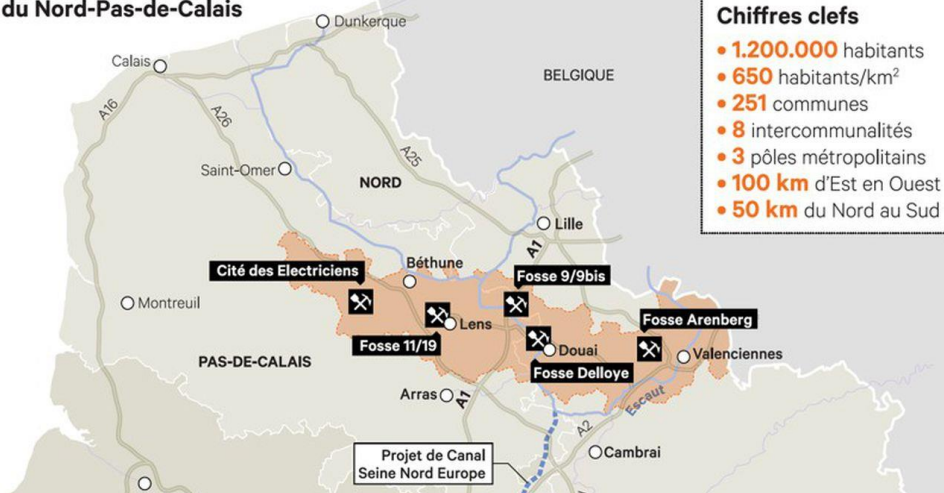 du Nord-Pas-de-Calais
Dunkerque
Calais
A16
A26
A25
BELGIQUE
Saint-Omer
NORD
Lille
A1
Béthune
Cité des Electriciens
Fosse 9/9bis
Montreuil
Lens
Fosse Arenberg
Fosse 11/19
Douai
Valenciennes
PAS-DE-CALAIS
Fosse Delloye
Arras
A1
Escaut
A2
Cambrai
Projet de Canal
Seine Nord Europe
Chiffres clefs
• 1.200.000 habitants
• 650 habitants/km²
• 251 communes
• 8 intercommunalités
• 3 pôles métropolitains
• 100 km d'Est en Ouest
• 50 km du Nord au Sud